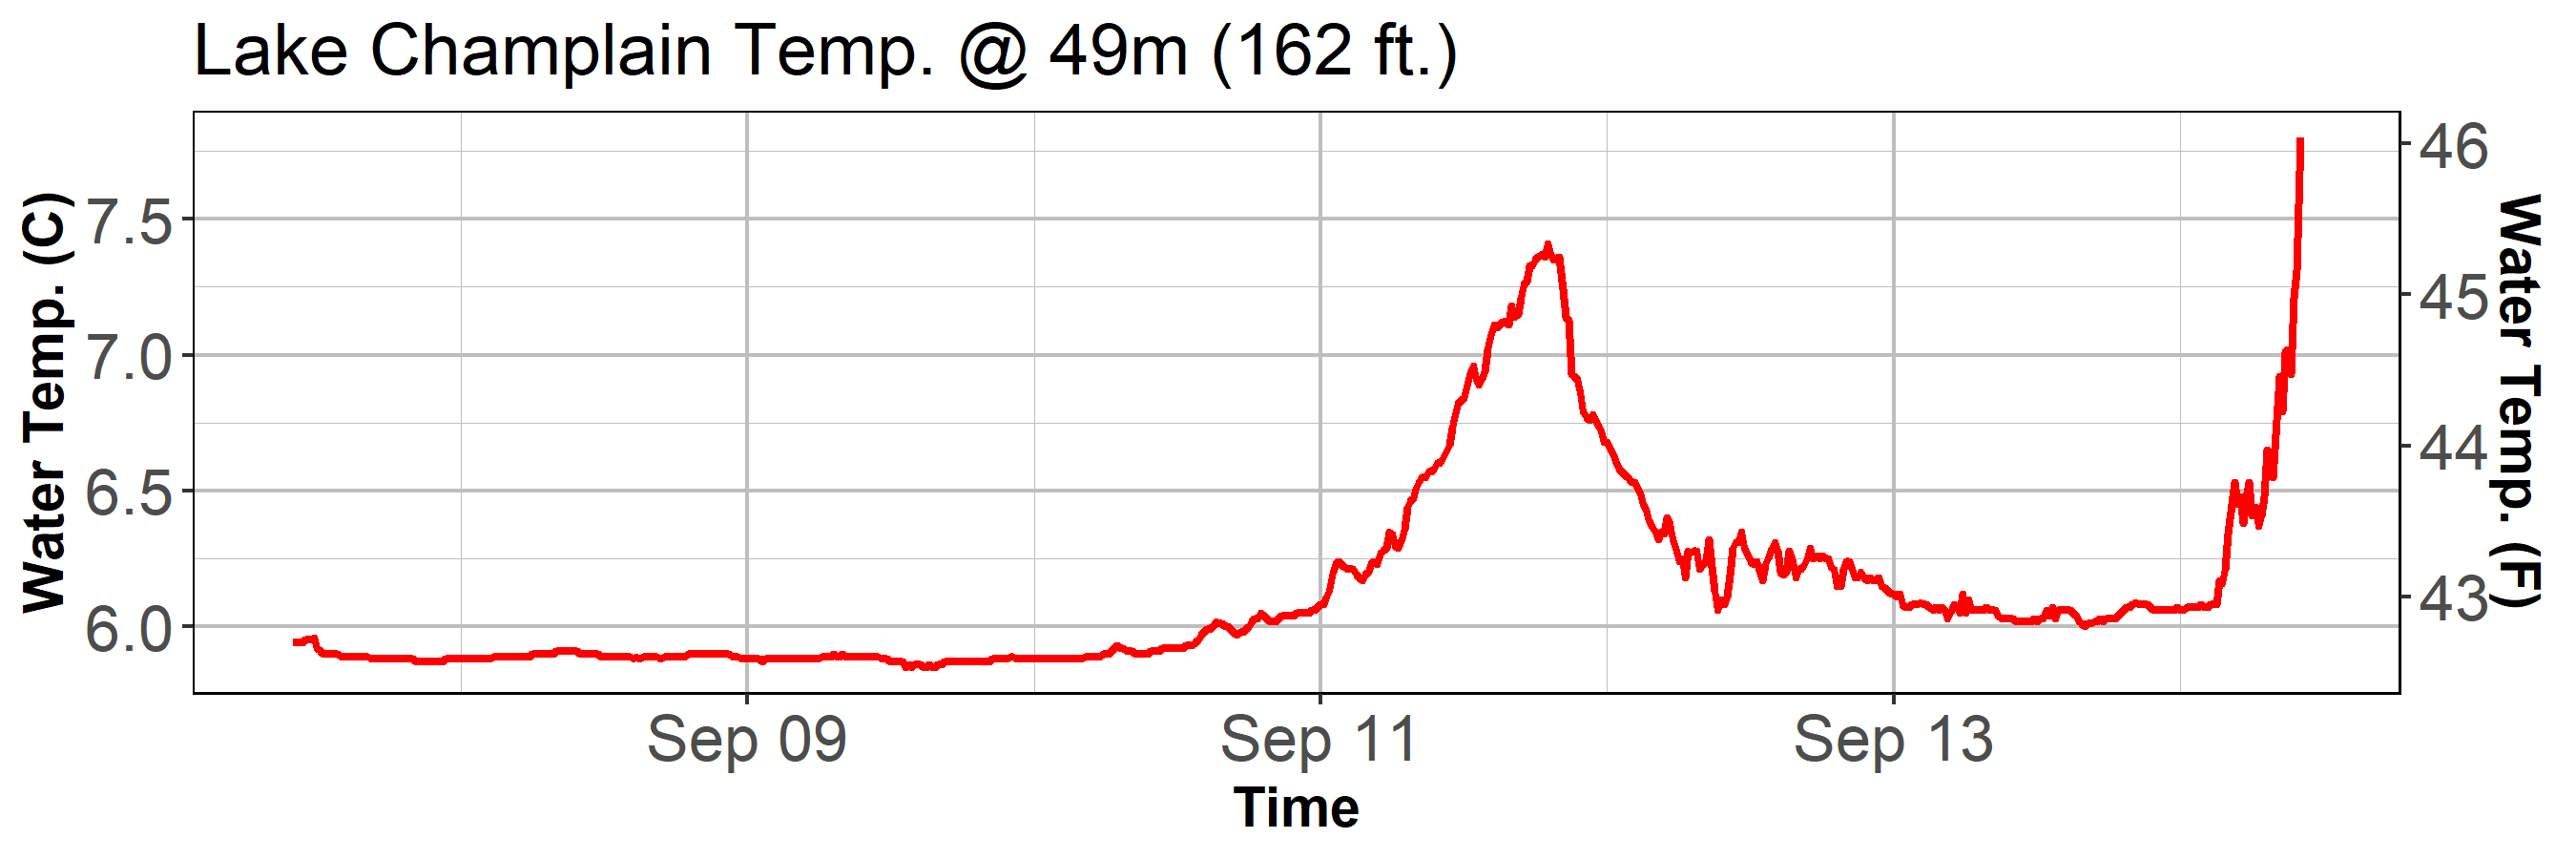 Lake Champlain Temp. @ 49m (162 ft.)
Water Temp. (C)
7.5
7.0
6.5
6.0
46
45
44
43
Water Temp. (F)
Sep 09
Sep 11
Sep 13
Time